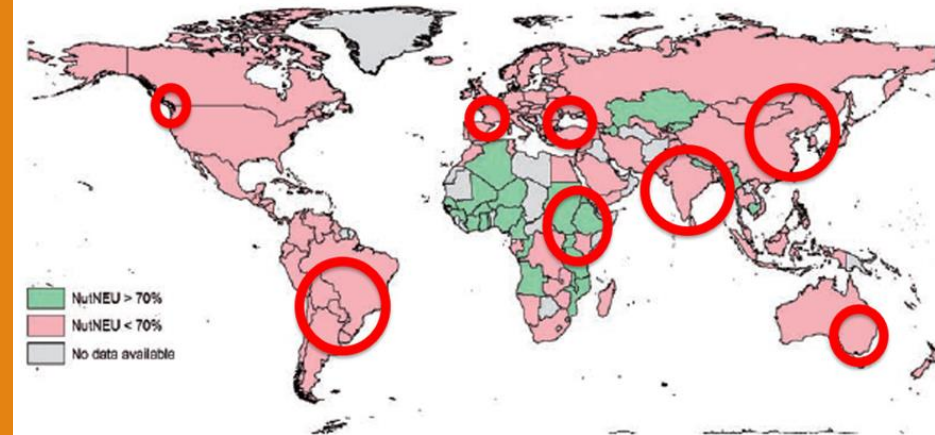 NutNEU > 70%
NutNEU < 70%
No data available